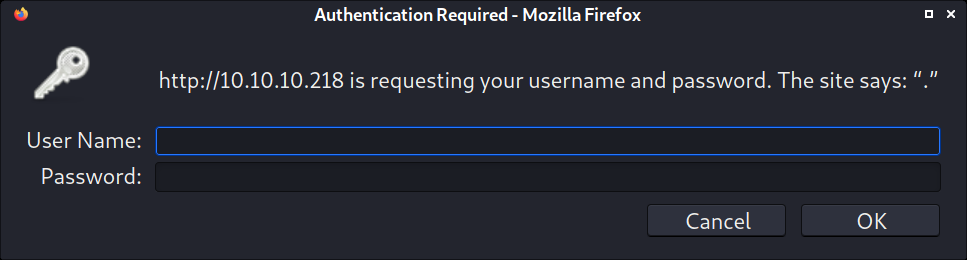 Authentication Required - Mozilla Firefox
http://10.10.10.218 is requesting your username and password. The site says: “.”
User Name:
Password:
Cancel OK